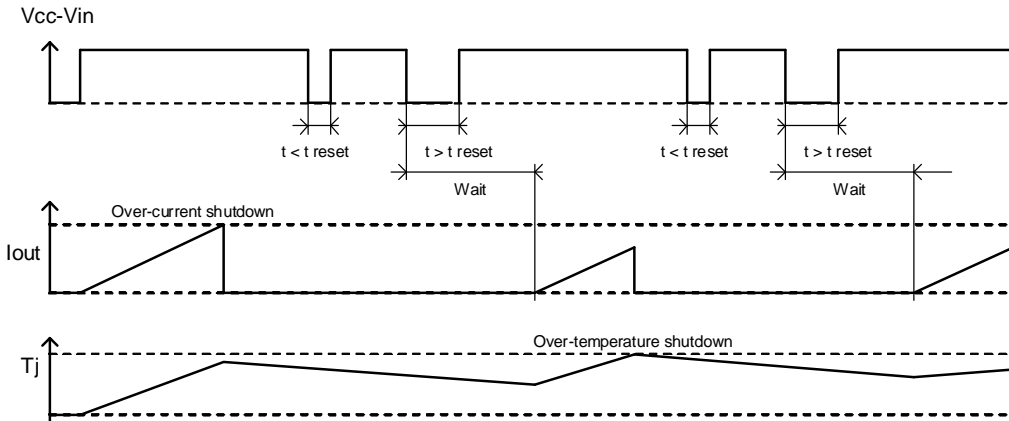 Vcc-Vin
t < t reset
t > t reset
t < t reset
t > t reset
Wait
Wait
Over-current shutdown
Iout
Over-temperature shutdown
Tj